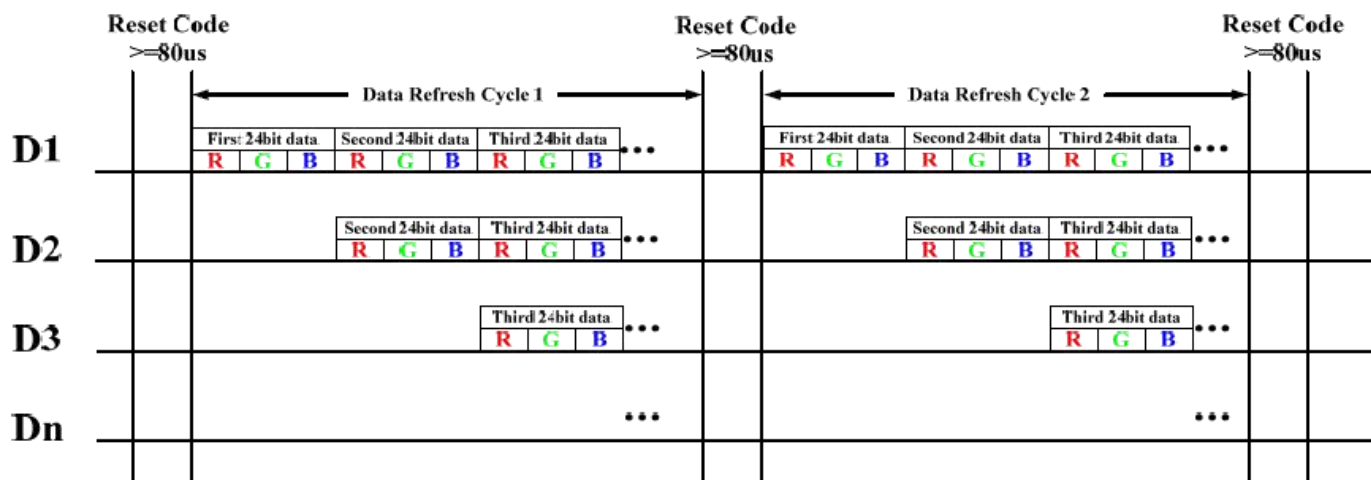 Reset Code Reset Code Reset Code
>=80us >=80us >=80us
Data Refresh Cycle 1 Data Refresh Cycle 2
First 24bit data Second 24bit data Third 24bit data First 24bit data Second 24bit data Third 24bit data
D1 R G B R G B R G B ••• R G B R G B R G B •••
Second 24bit data Third 24bit data Second 24bit data Third 24bit data
D2 R G B R G B ••• R G B R G B •••
Third 24bit data Third 24bit data
D3 R G B ••• R G B •••
Dn ••• •••